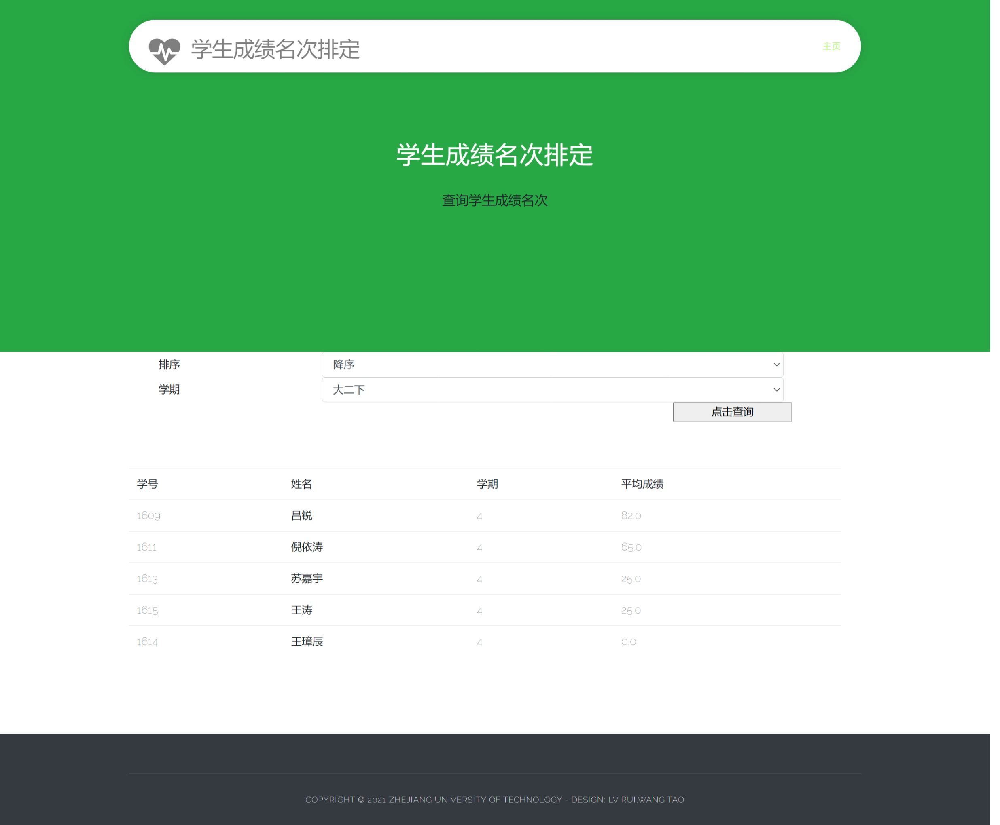 学生成绩名次排定 主页
学生成绩名次排定
查询学生成绩名次
排序 降序
学期 大二下
点击查询
学号 姓名 学期 平均成绩
1609 吕锐 4 82.0
1611 倪依涛 4 65.0
1613 苏嘉宇 4 25.0
1615 王涛 4 25.0
1614 王璋辰 4 0.0
COPYRIGHT © 2021 ZHEJIANG UNIVERSITY OF TECHNOLOGY - DESIGN: LV RUI,WANG TAO